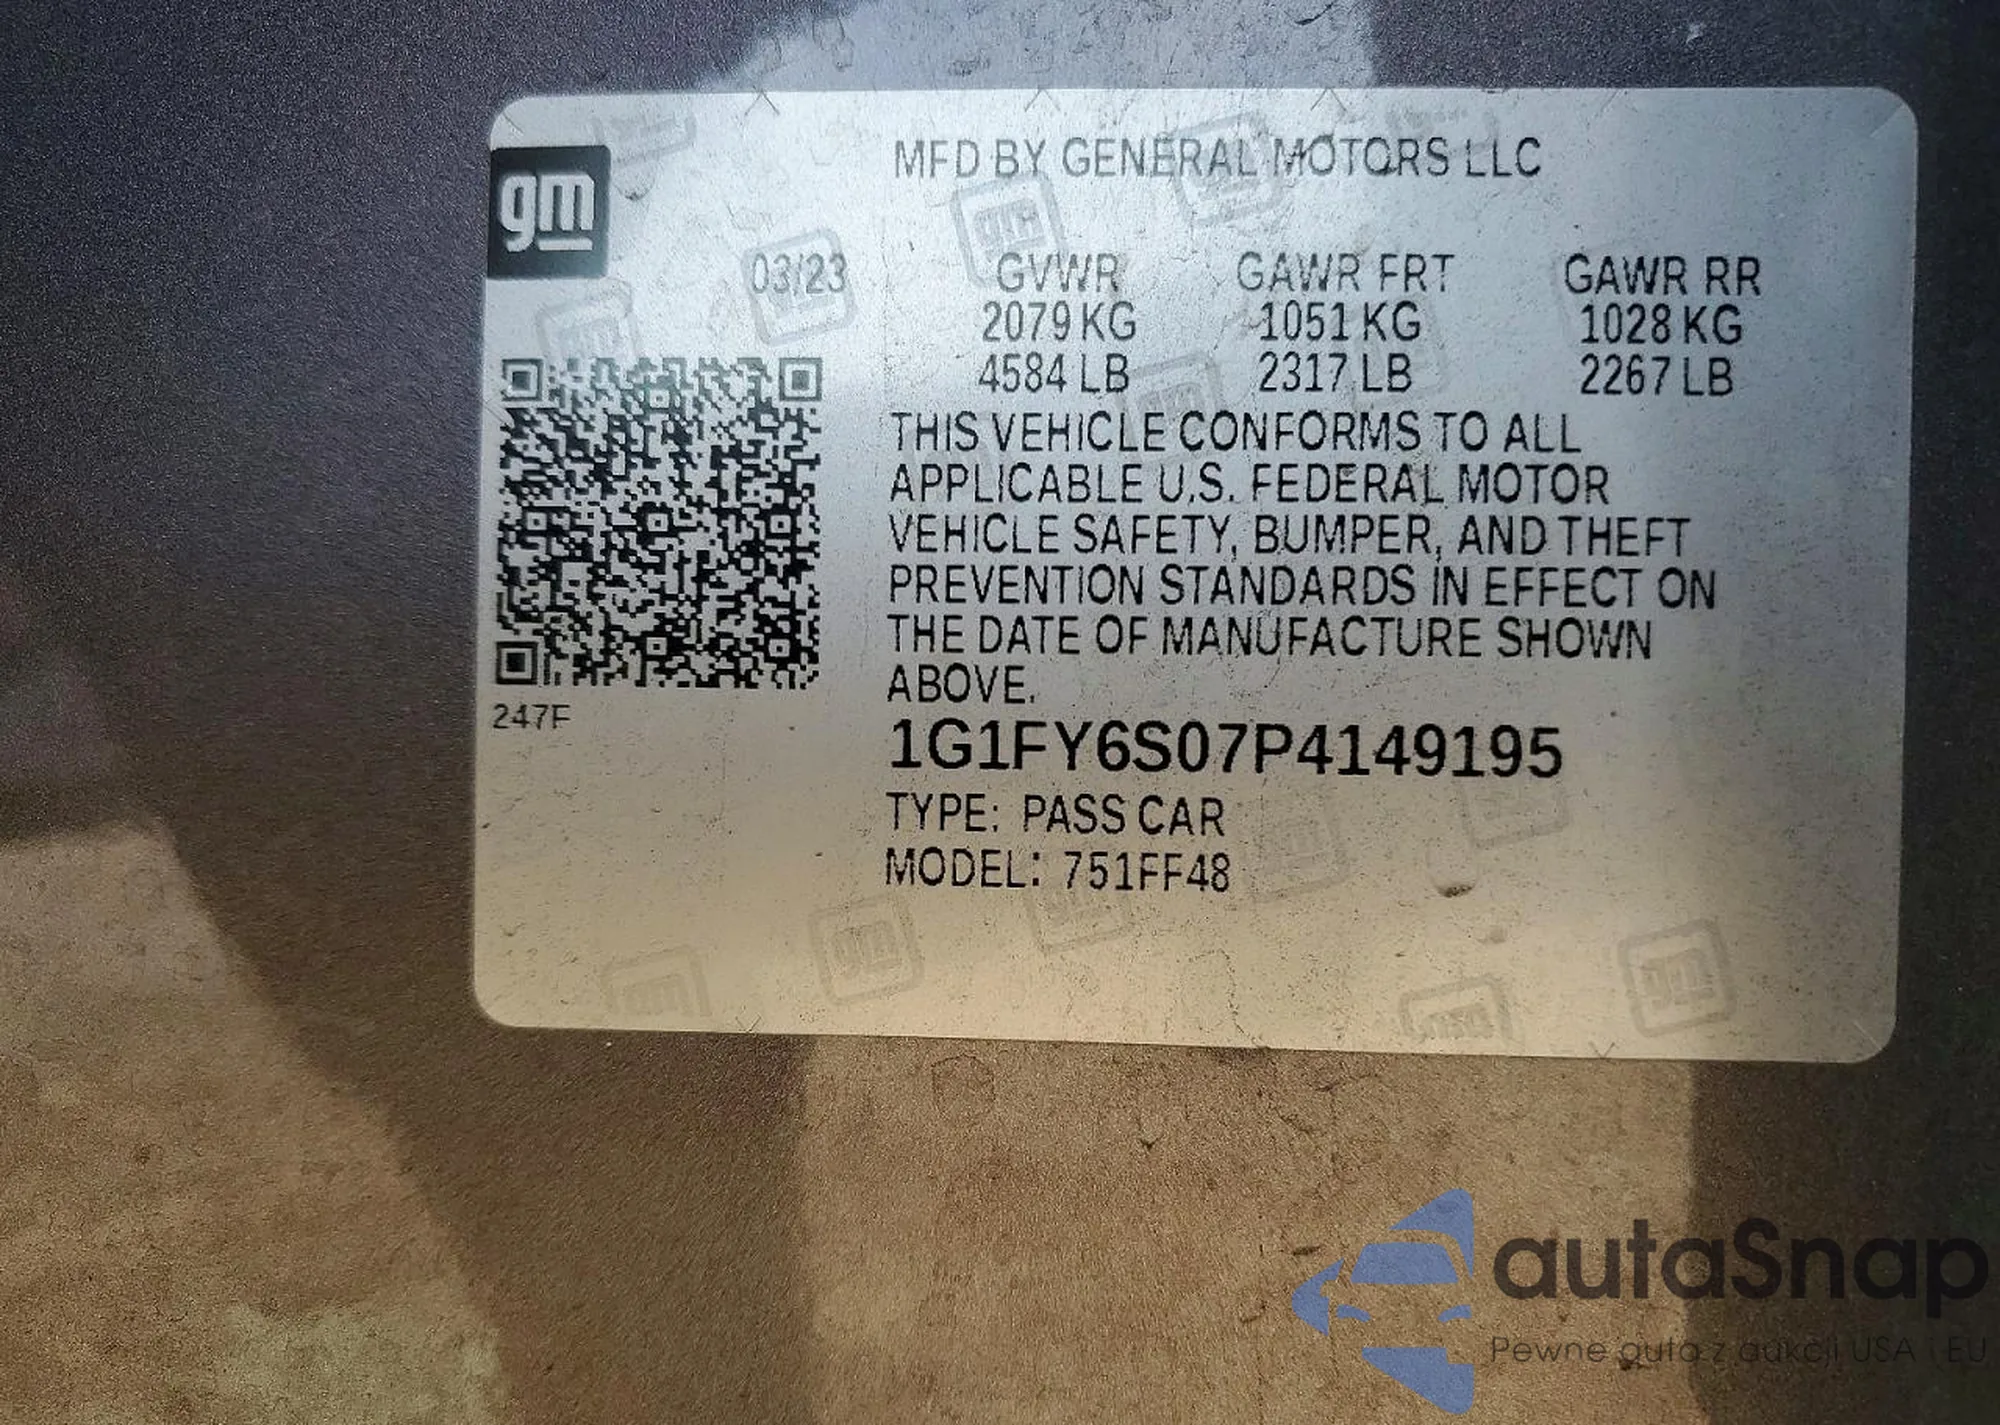 gm
MFD BY GENERAL MOTORS LLC
03/23 GVWR GAWR FRT GAWR RR
2079 KG 1051 KG 1028 KG
4584 LB 2317 LB 2267 LB
THIS VEHICLE CONFORMS TO ALL
APPLICABLE U.S. FEDERAL MOTOR
VEHICLE SAFETY, BUMPER, AND THEFT
PREVENTION STANDARDS IN EFFECT ON
THE DATE OF MANUFACTURE SHOWN
ABOVE.
247F
1G1FY6S07P4149195
TYPE: PASS CAR
MODEL: 751FF48
autaSnap
Pewne auta z aukcji USA i EU